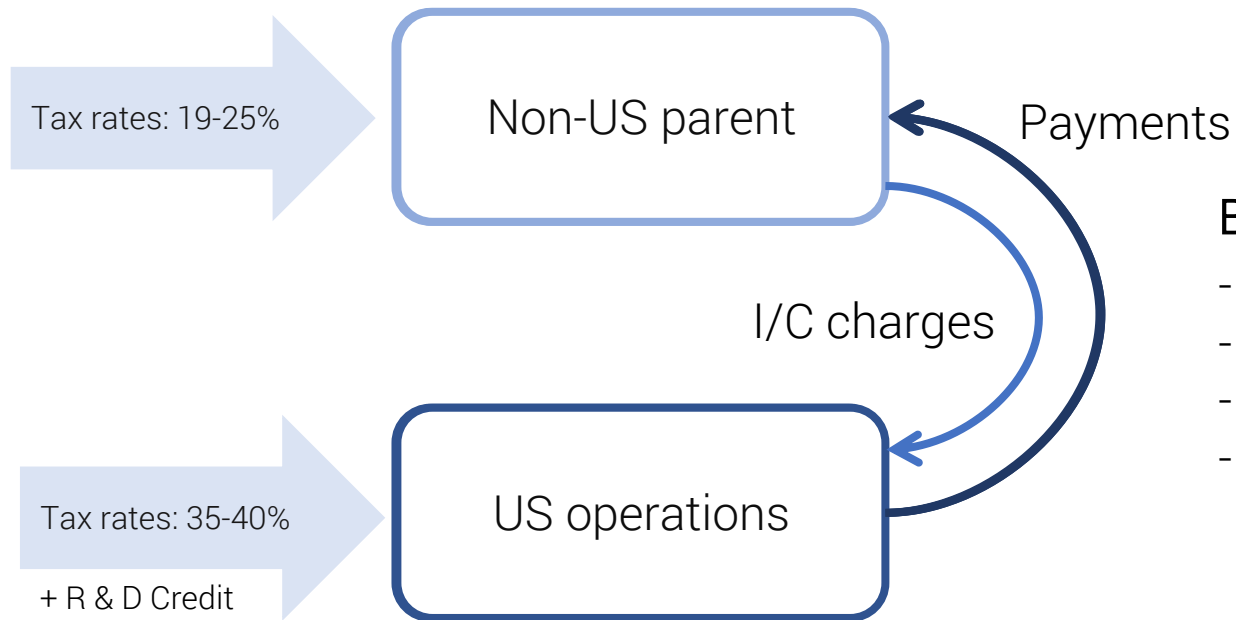 Tax rates: 19-25%
Non-US parent
Payments
E
-
-
-
-
I/C charges
Tax rates: 35-40%
+ R & D Credit
US operations